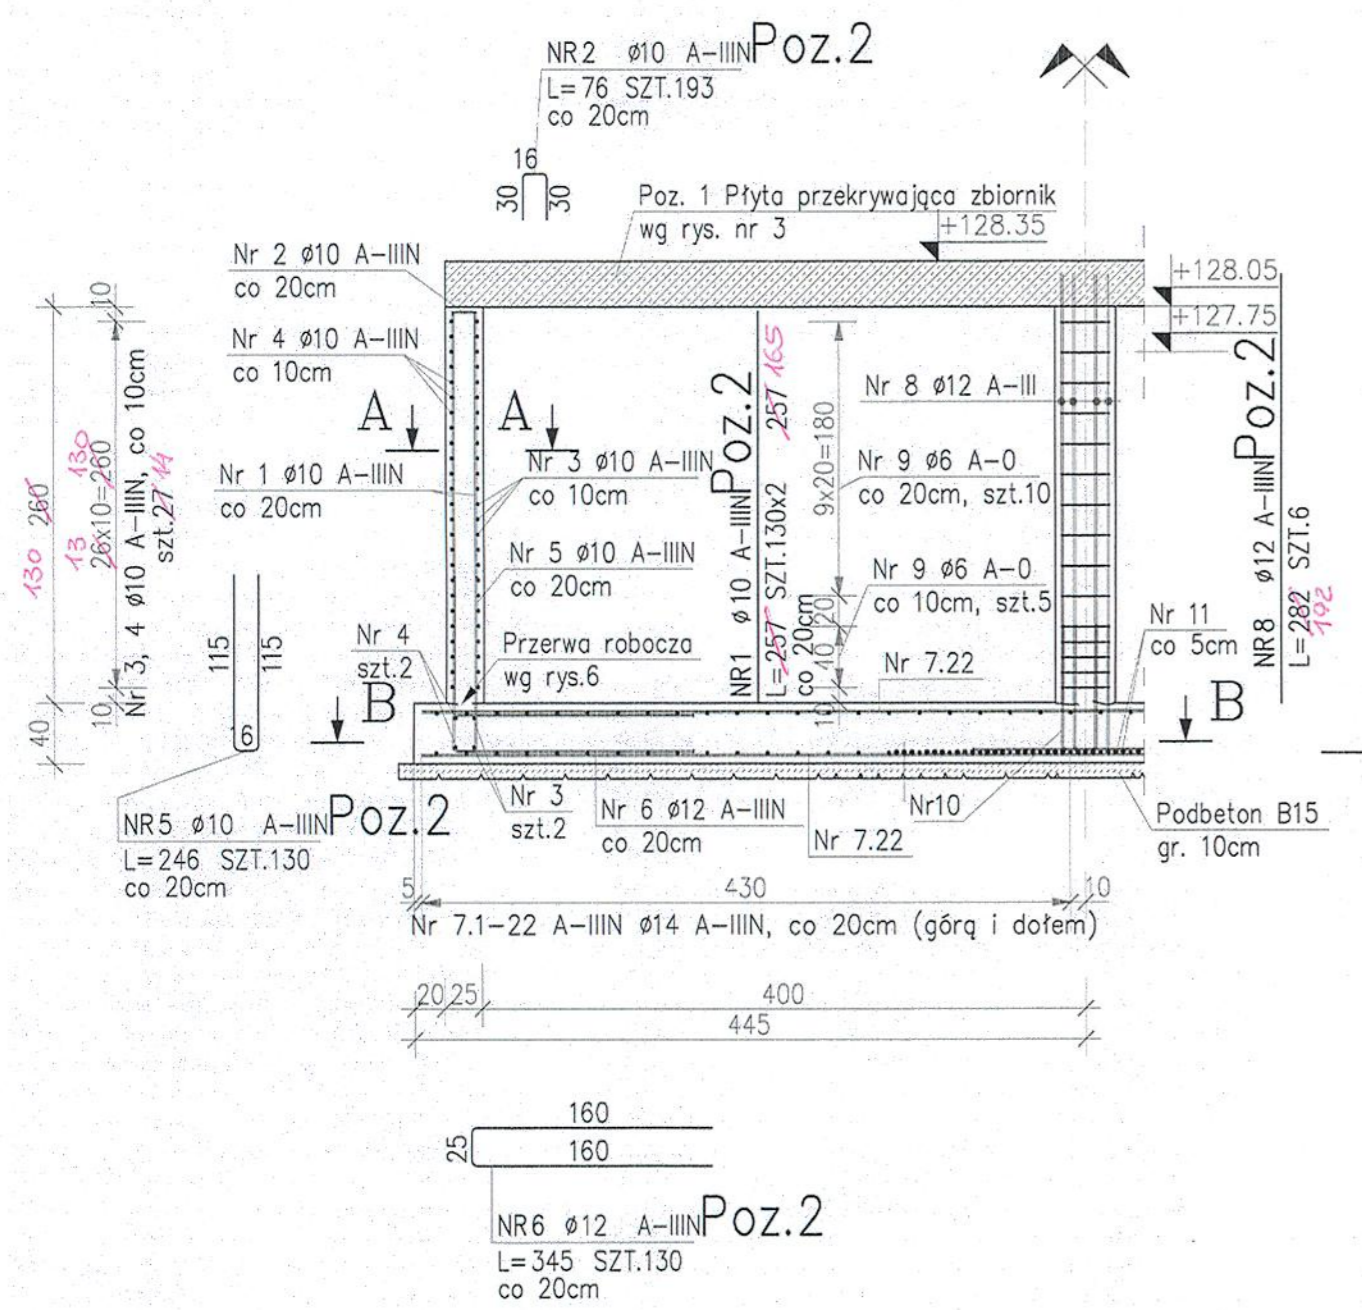 NR2 ø10 A-IIIN Poz.2
L=76 SZT.193
co 20cm
16
30
30
Poz. 1 Płyta przekrywająca zbiornik
wg rys. nr 3
+128.35
Nr 2 ø10 A-IIIN
co 20cm
+128.05
+127.75
Nr 4 ø10 A-IIIN
co 10cm
A
A
Nr 8 ø12 A-III
Nr 1 ø10 A-IIIN
co 20cm
Nr 3 ø10 A-IIIN
co 10cm
Nr 9 ø6 A-0
co 20cm, szt.10
Nr 5 ø10 A-IIIN
co 20cm
Nr 9 ø6 A-0
co 10cm, szt.5
Nr 11
co 5cm
Nr 4
szt.2
Przerwa robocza
wg rys.6
Nr 7.22
B
B
130 260
40
10
13 130
26x10=260
10
Nr 3, 4 ø10 A-IIIN, co 10cm
szt.27 14
115
115
16
NR1 ø10 A-IIIN Poz.2
L=257 SZT.130x2 257 165
co 20cm
9x20=180
20
40
10
NR8 ø12 A-IIIN Poz.2
L=282 SZT.6
192
NR5 ø10 A-IIIN Poz.2
L=246 SZT.130
co 20cm
Nr 3
szt.2
Nr 6 ø12 A-IIIN
co 20cm
Nr 7.22
Nr10
Podbeton B15
gr. 10cm
5
430
10
Nr 7.1-22 A-IIIN ø14 A-IIIN, co 20cm (górą i dołem)
20
25
400
445
160
25
160
NR6 ø12 A-IIIN Poz.2
L=345 SZT.130
co 20cm